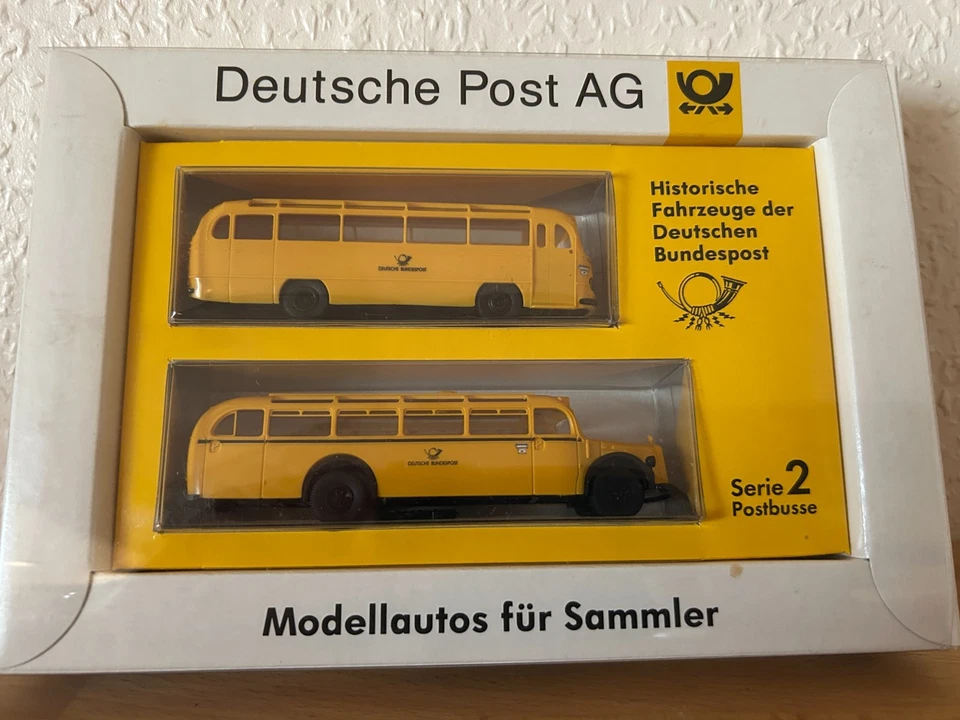 Deutsche Post AG
Historische
Fahrzeuge der
Deutschen
Bundespost
DEUTSCHE BUNDESPOST
DEUTSCHE BUNDESPOST
Serie 2
Postbusse
Modellautos für Sammler